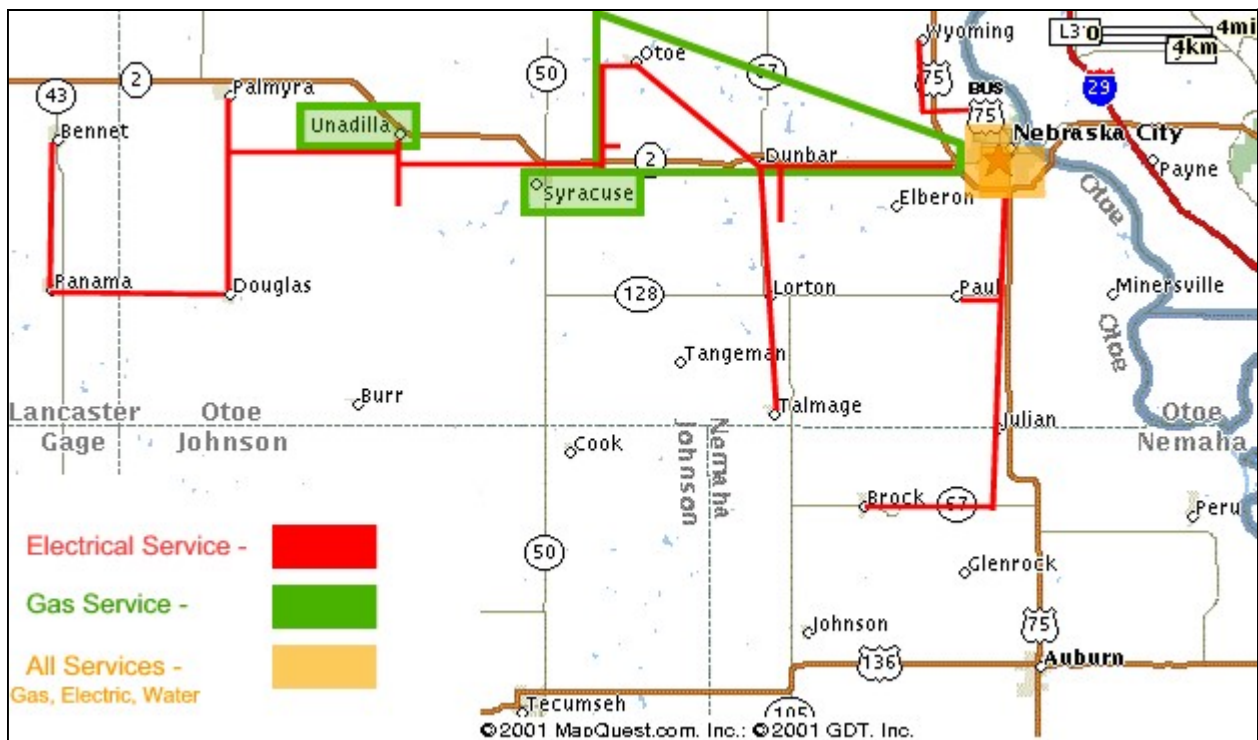 Wyoming
L3
0
4mi
4km
Otoe
50
67
75
BUS
75
29
43
2
Palmyra
Bennet
Unadilla
Nebraska City
2
Dunbar
Payne
Syracuse
Elberon
Otoe
Panama
Douglas
128
Lorton
Paul
Minersville
Otoe
Tangeman
Burr
Talmage
Lancaster
Otoe
Otoe
Gage
Johnson
Julian
Nemaha
Cook
Nemaha
Johnson
Brock
67
Peru
Electrical Service -
50
Glenrock
Gas Service -
Johnson
75
All Services -
136
Auburn
Gas, Electric, Water
Tecumseh
105
©2001 MapQuest.com, Inc.; ©2001 GDT, Inc.